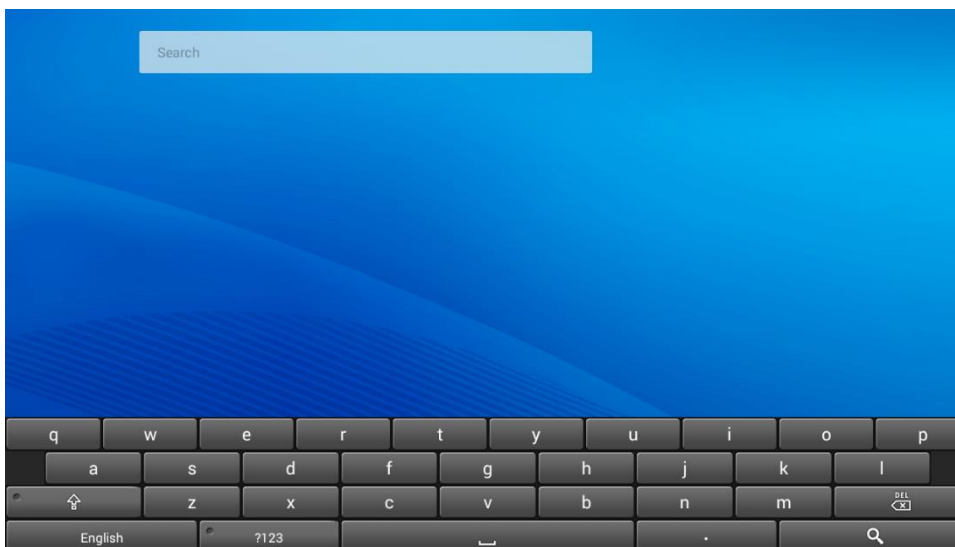 Search
q w e r t y u i o p
a s d f g h j k l
DEL
z x c v b n m
English ?123 .